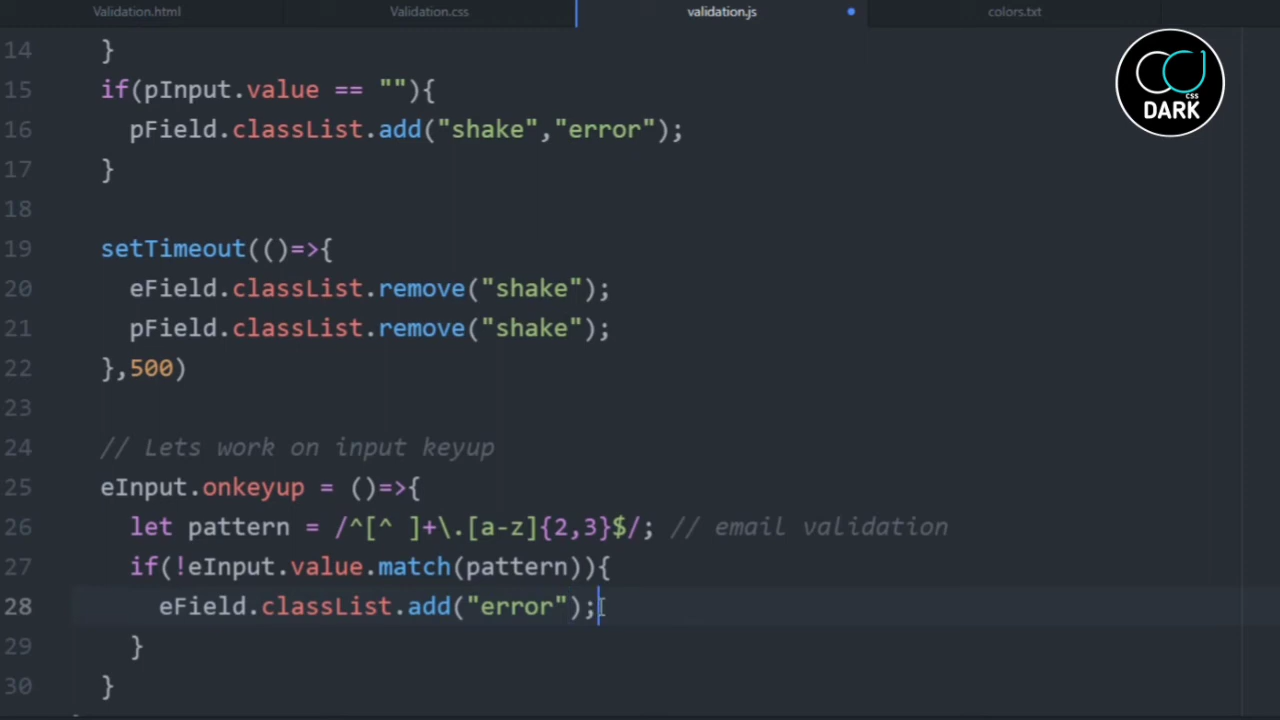 Validation.html Validation.css validation.js colors.txt
14 }
15 if(pInput.value == ""){
16 pField.classList.add("shake","error");
17 }
18
19 setTimeout(()=>{
20 eField.classList.remove("shake");
21 pField.classList.remove("shake");
22 },500)
23
24 // Lets work on input keyup
25 eInput.onkeyup = ()=>{
26 let pattern = /^[^ ]+\.[a-z]{2,3}$/; // email validation
27 if(!eInput.value.match(pattern)){
28 eField.classList.add("error");
29 }
30 }
css
DARK